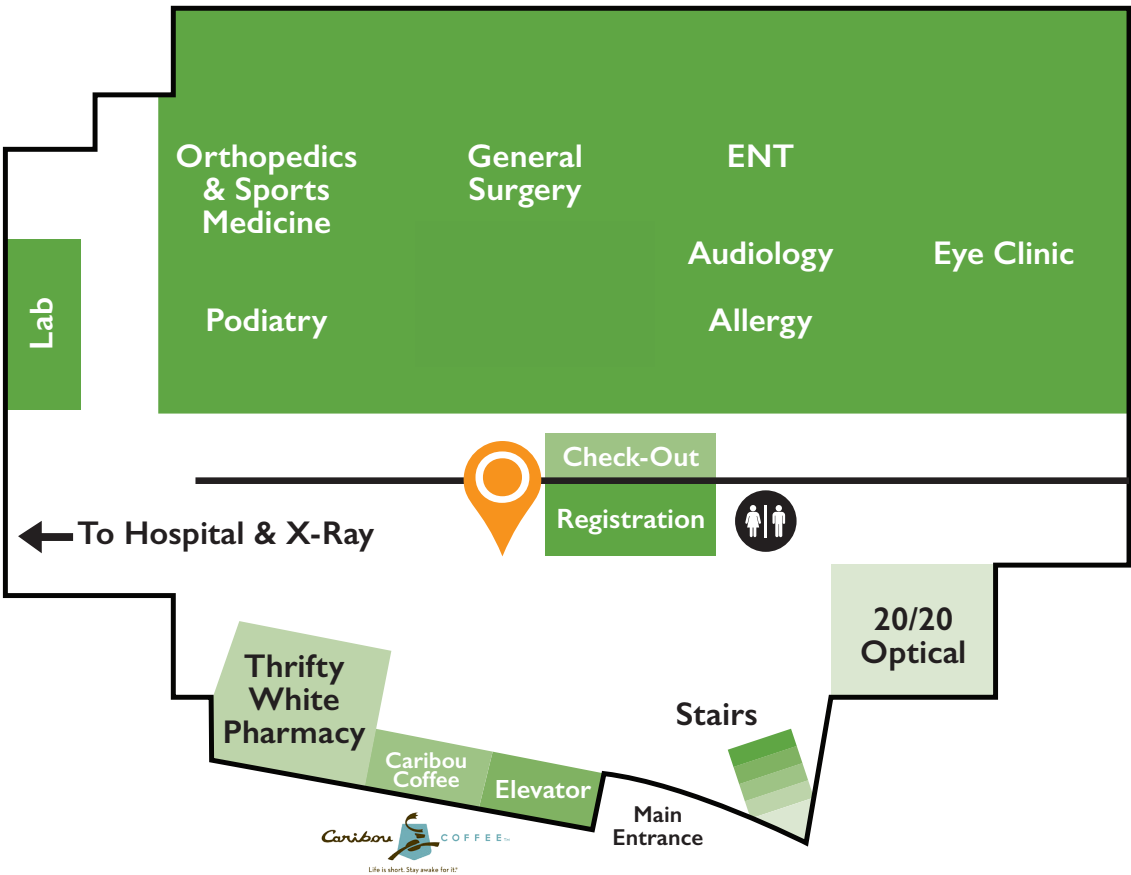 Orthopedics
& Sports
Medicine
General
Surgery
ENT
Audiology
Eye Clinic
Lab
Podiatry
Allergy
Check-Out
Registration
To Hospital & X-Ray
20/20
Optical
Thrifty
White
Pharmacy
Stairs
Caribou
Coffee
Elevator
Main
Entrance
Caribou COFFEE
Life is short. Stay awake for it.